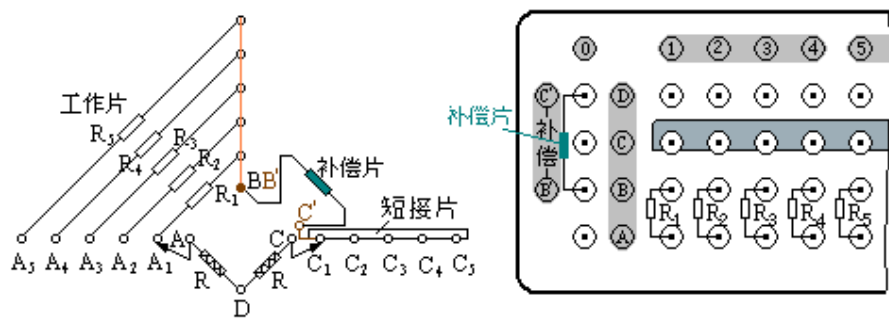 工作片
R₅
R₄
R₃
R₂
R₁
B B'
补偿片
C'
短接片
A₅ A₄ A₃ A₂ A₁ A
R
D
R
C
C₁ C₂ C₃ C₄ C₅
0 1 2 3 4 5
C' D
补偿片
补偿
C
B' B
R₁ R₂ R₃ R₄ R₅
A